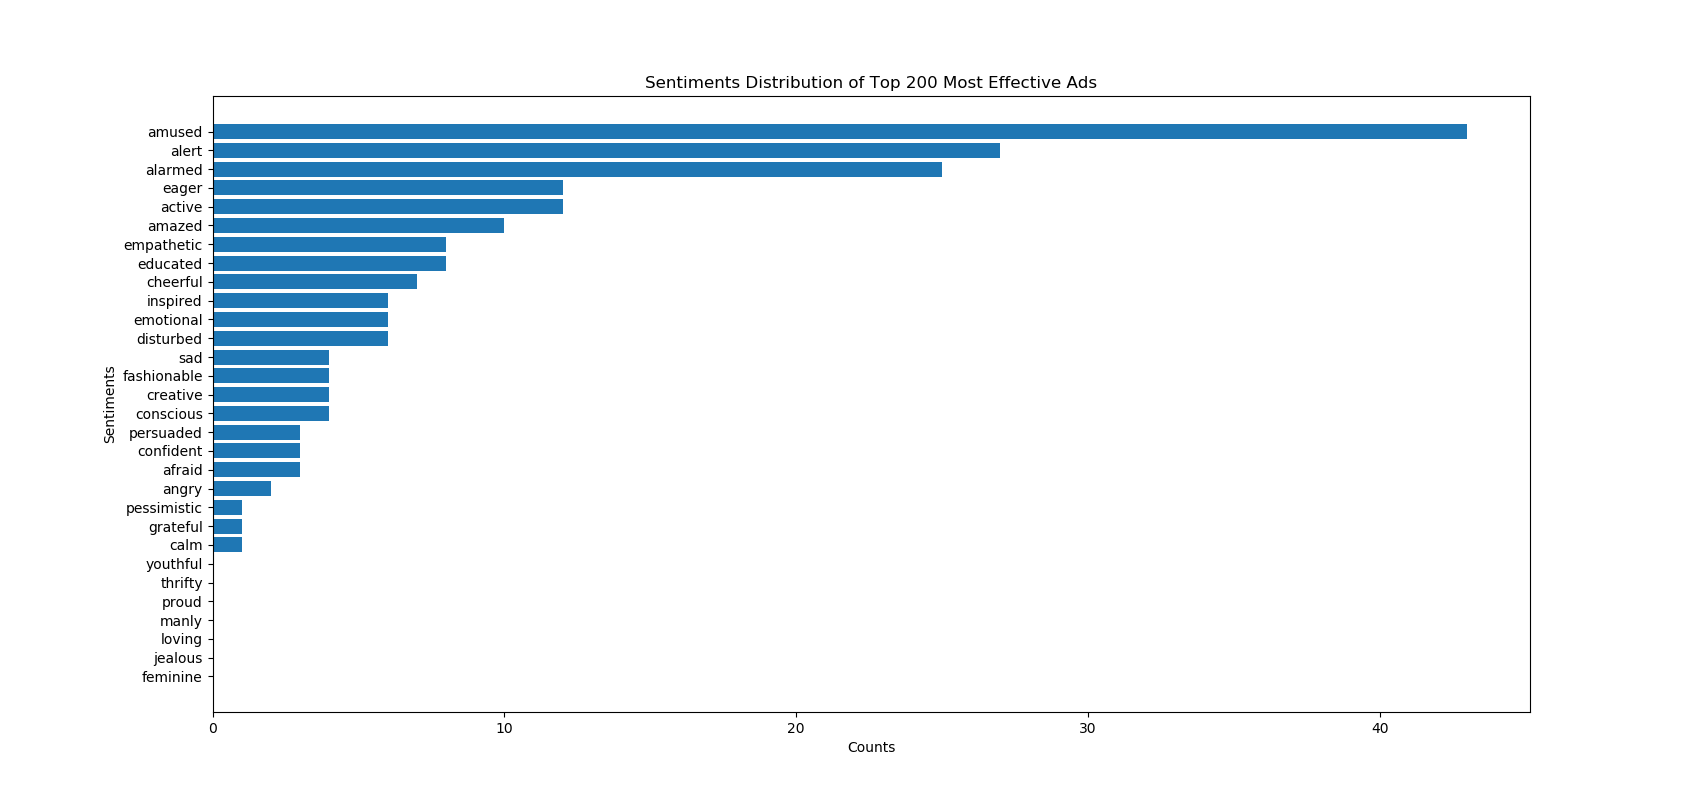 Sentiments Distribution of Top 200 Most Effective Ads
amused
alert
alarmed
eager
active
amazed
empathetic
educated
cheerful
inspired
emotional
disturbed
sad
fashionable
creative
conscious
persuaded
confident
afraid
angry
pessimistic
grateful
calm
youthful
thrifty
proud
manly
loving
jealous
feminine
Sentiments
0 10 20 30 40
Counts